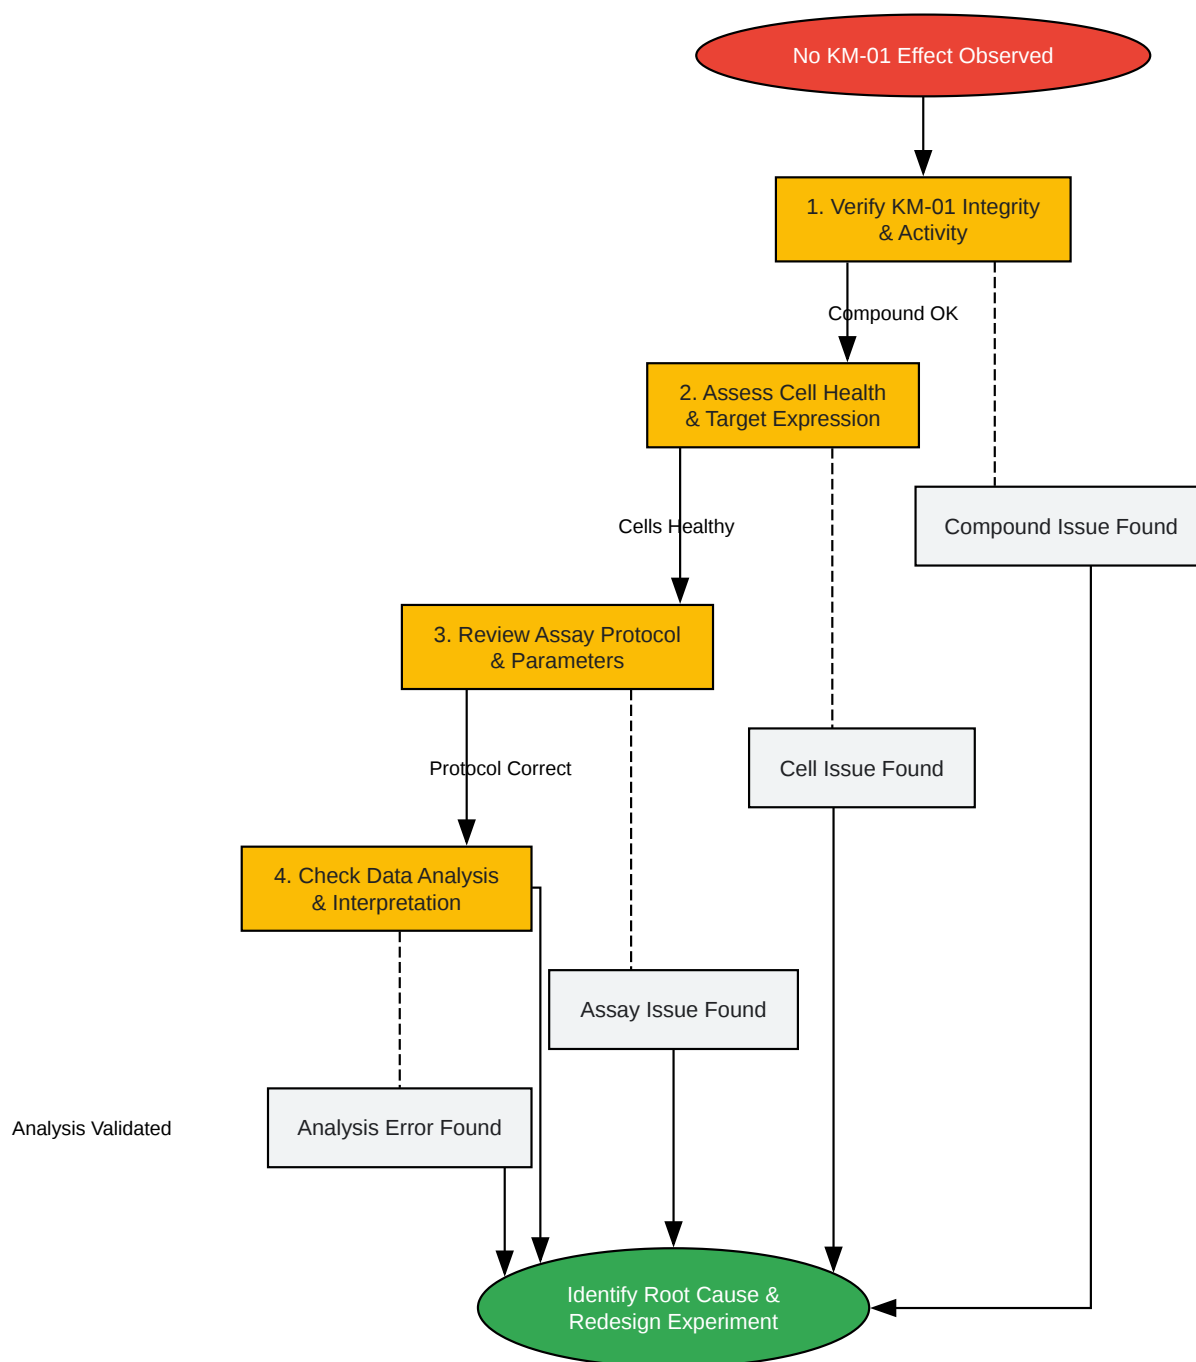 No KM-01 Effect Observed
1. Verify KM-01 Integrity
& Activity
Compound OK
2. Assess Cell Health
& Target Expression
Cells Healthy
Compound Issue Found
3. Review Assay Protocol
& Parameters
Protocol Correct
Cell Issue Found
4. Check Data Analysis
& Interpretation
Assay Issue Found
Analysis Validated
Analysis Error Found
Identify Root Cause &
Redesign Experiment